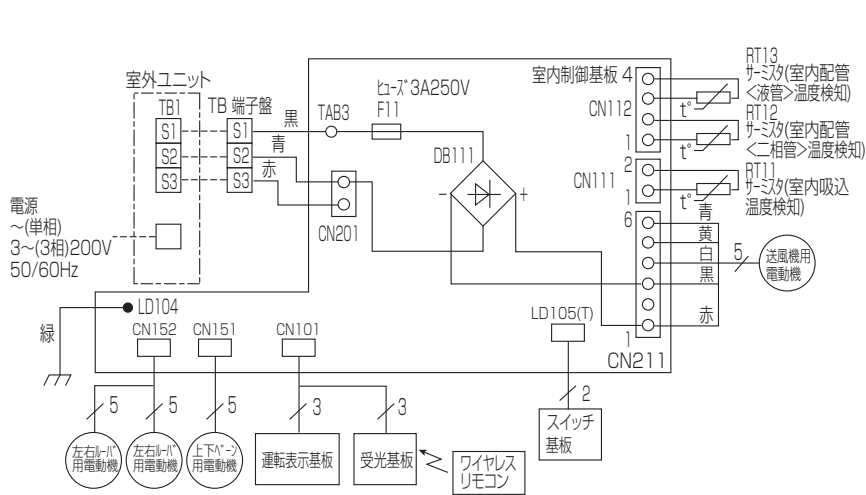 室外ユニット
TB1
S1
S2
S3
TB 端子盤
S1
S2
S3
黒
青
赤
TAB3
ヒューズ 3A250V
F11
CN201
DB111
−
+
室内制御基板
4
CN112
1
2
CN111
1
6
1
CN211
t°
t°
t°
RT13
サーミスタ(室内配管
<液管>温度検知)
RT12
サーミスタ(室内配管
<二相管>温度検知)
RT11
サーミスタ(室内吸込
温度検知)
青
黄
白
黒
赤
5
送風機用
電動機
電源
~(単相)
3~(3相)200V
50/60Hz
緑
LD104
CN152
CN151
CN101
LD105(T)
5
5
5
3
3
2
左右ルーバー
用電動機
左右ルーバー
用電動機
上下ベーン
用電動機
運転表示基板
受光基板
ワイヤレス
リモコン
スイッチ
基板